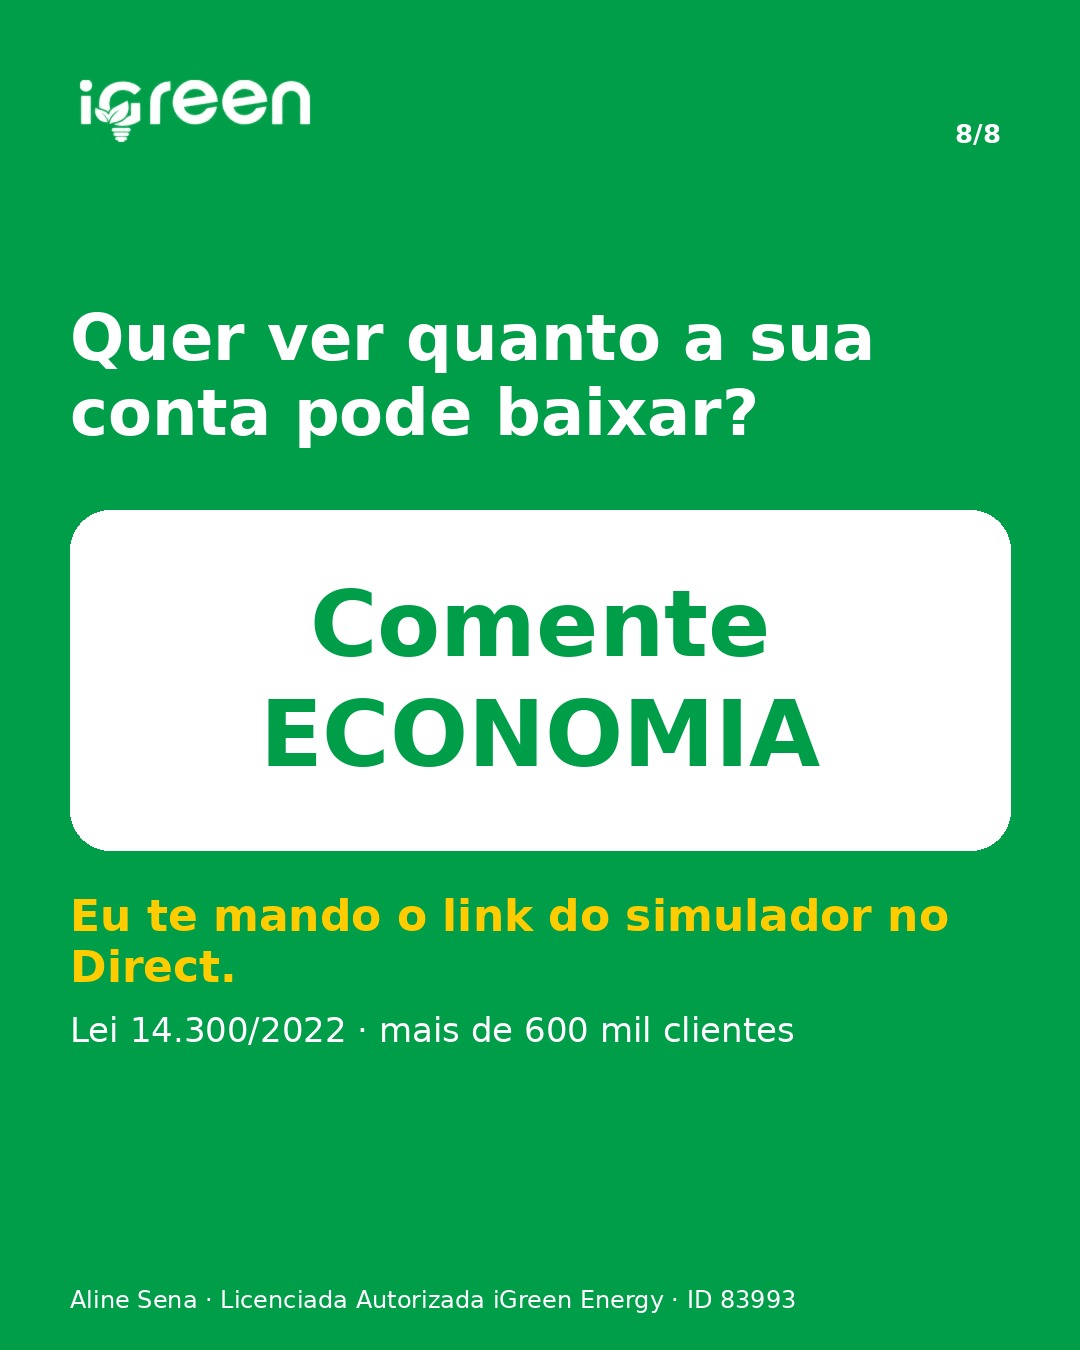 iGreen
8/8
Quer ver quanto a sua
conta pode baixar?
Comente
ECONOMIA
Eu te mando o link do simulador no
Direct.
Lei 14.300/2022 · mais de 600 mil clientes
Aline Sena · Licenciada Autorizada iGreen Energy · ID 83993